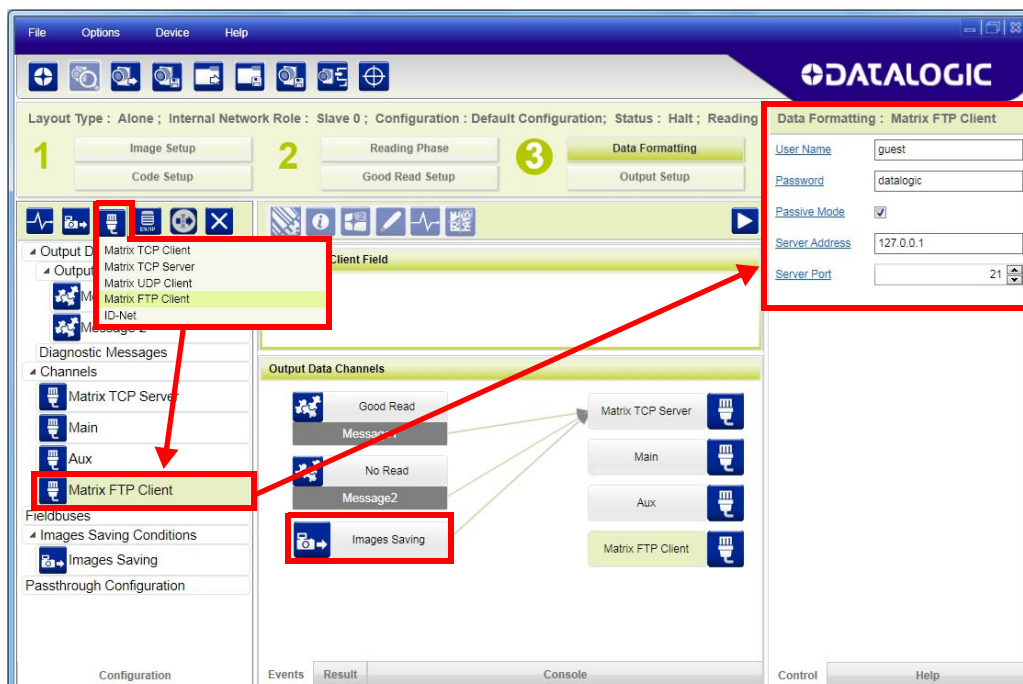 File Options Device Help
DATALOGIC
Layout Type : Alone ; Internal Network Role : Slave 0 ; Configuration : Default Configuration; Status : Halt ; Reading
1 Image Setup
Code Setup
2 Reading Phase
Good Read Setup
3 Data Formatting
Output Setup
EN/IP
Matrix TCP Client
Matrix TCP Server
Matrix UDP Client
Matrix FTP Client
ID-Net
Output D
Output
Me
Message 2
Diagnostic Messages
Channels
Matrix TCP Server
Main
Aux
Matrix FTP Client
Fieldbuses
Images Saving Conditions
Images Saving
Passthrough Configuration
Configuration
Client Field
Output Data Channels
Good Read
Message1
No Read
Message2
Images Saving
Matrix TCP Server
Main
Aux
Matrix FTP Client
Events Result Console
Data Formatting : Matrix FTP Client
User Name guest
Password datalogic
Passive Mode
Server Address 127.0.0.1
Server Port 21
Control Help